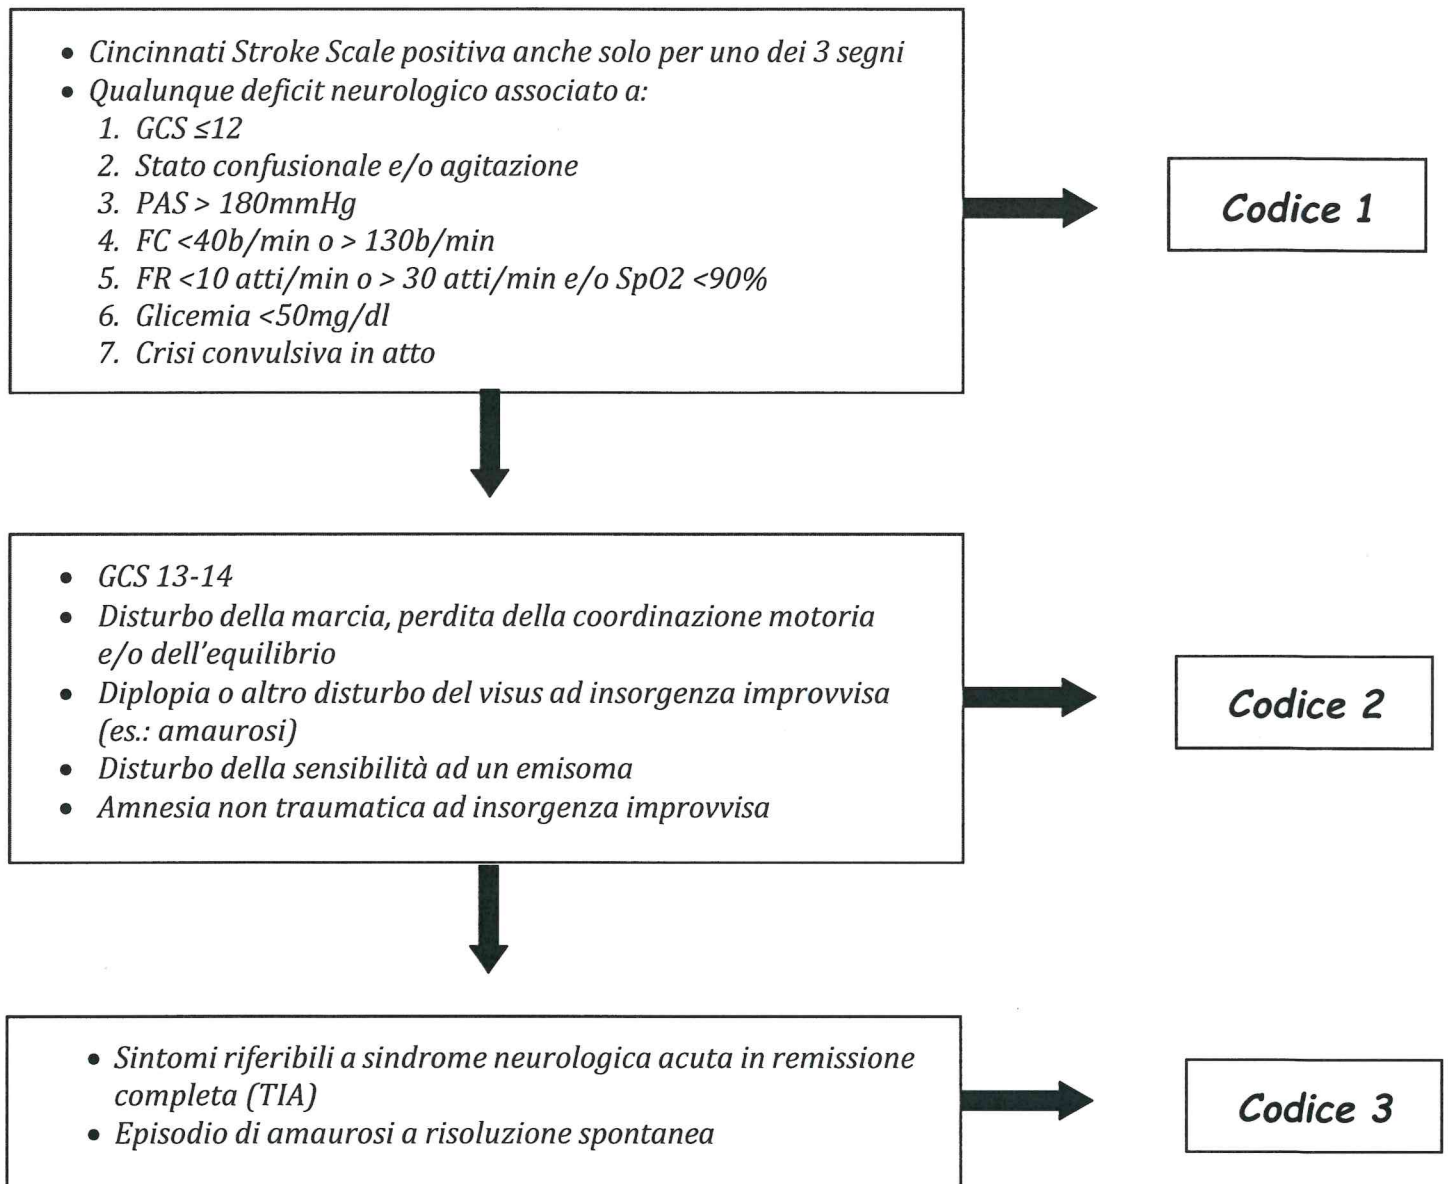 • Cincinnati Stroke Scale positiva anche solo per uno dei 3 segni
• Qualunque deficit neurologico associato a:
1. GCS ≤12
2. Stato confusionale e/o agitazione
3. PAS > 180mmHg
4. FC <40b/min o > 130b/min
5. FR <10 atti/min o > 30 atti/min e/o SpO2 <90%
6. Glicemia <50mg/dl
7. Crisi convulsiva in atto
Codice 1
• GCS 13-14
• Disturbo della marcia, perdita della coordinazione motoria
e/o dell'equilibrio
• Diplopia o altro disturbo del visus ad insorgenza improvvisa
(es.: amaurosi)
• Disturbo della sensibilità ad un emisoma
• Amnesia non traumatica ad insorgenza improvvisa
Codice 2
• Sintomi riferibili a sindrome neurologica acuta in remissione
completa (TIA)
• Episodio di amaurosi a risoluzione spontanea
Codice 3